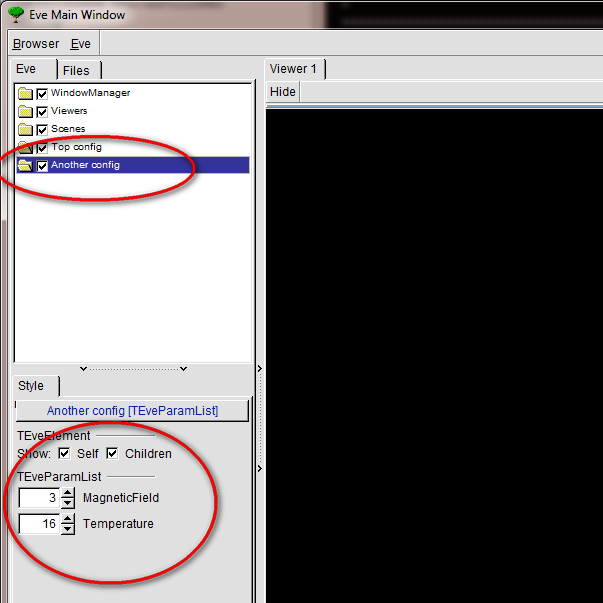 Eve Main Window
Browser Eve
Eve Files
Viewer 1
Hide
WindowManager
Viewers
Scenes
Top config
Another config
Style
Another config [TEveParamList]
TEveElement
Show: Self Children
TEveParamList
3 MagneticField
16 Temperature